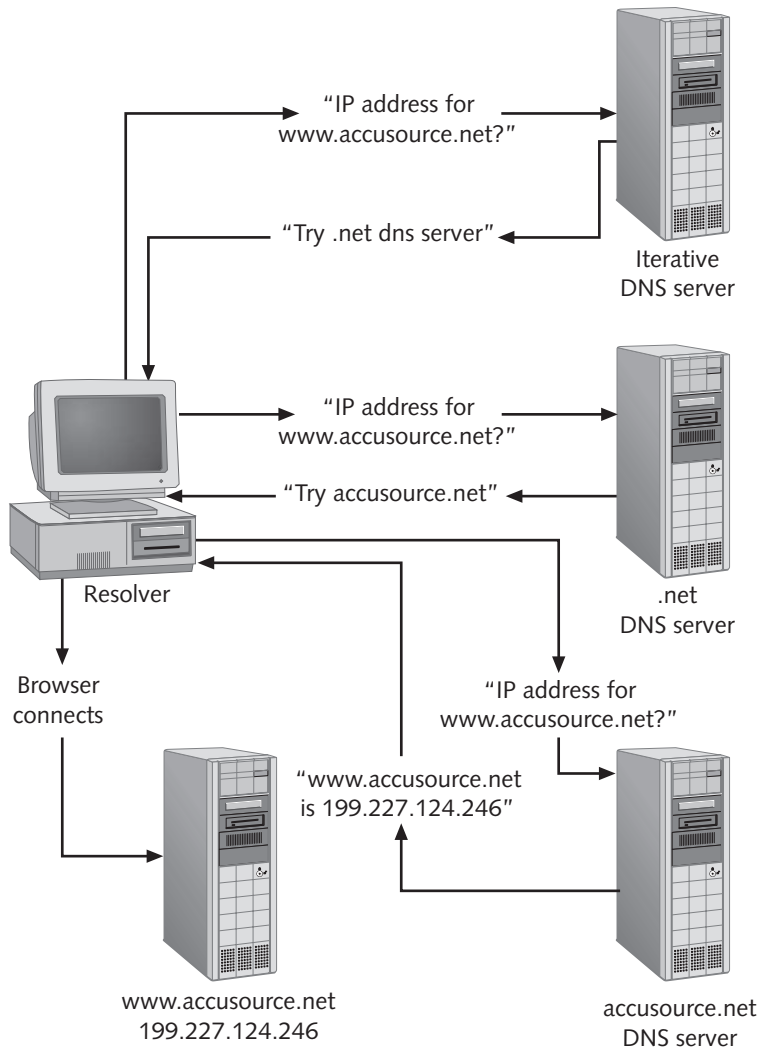 “IP address for
www.accusource.net?”
“Try .net dns server”
Iterative
DNS server
“IP address for
www.accusource.net?”
“Try accusource.net”
Resolver
.net
DNS server
Browser
connects
“IP address for
www.accusource.net?”
“www.accusource.net
is 199.227.124.246”
www.accusource.net
199.227.124.246
accusource.net
DNS server